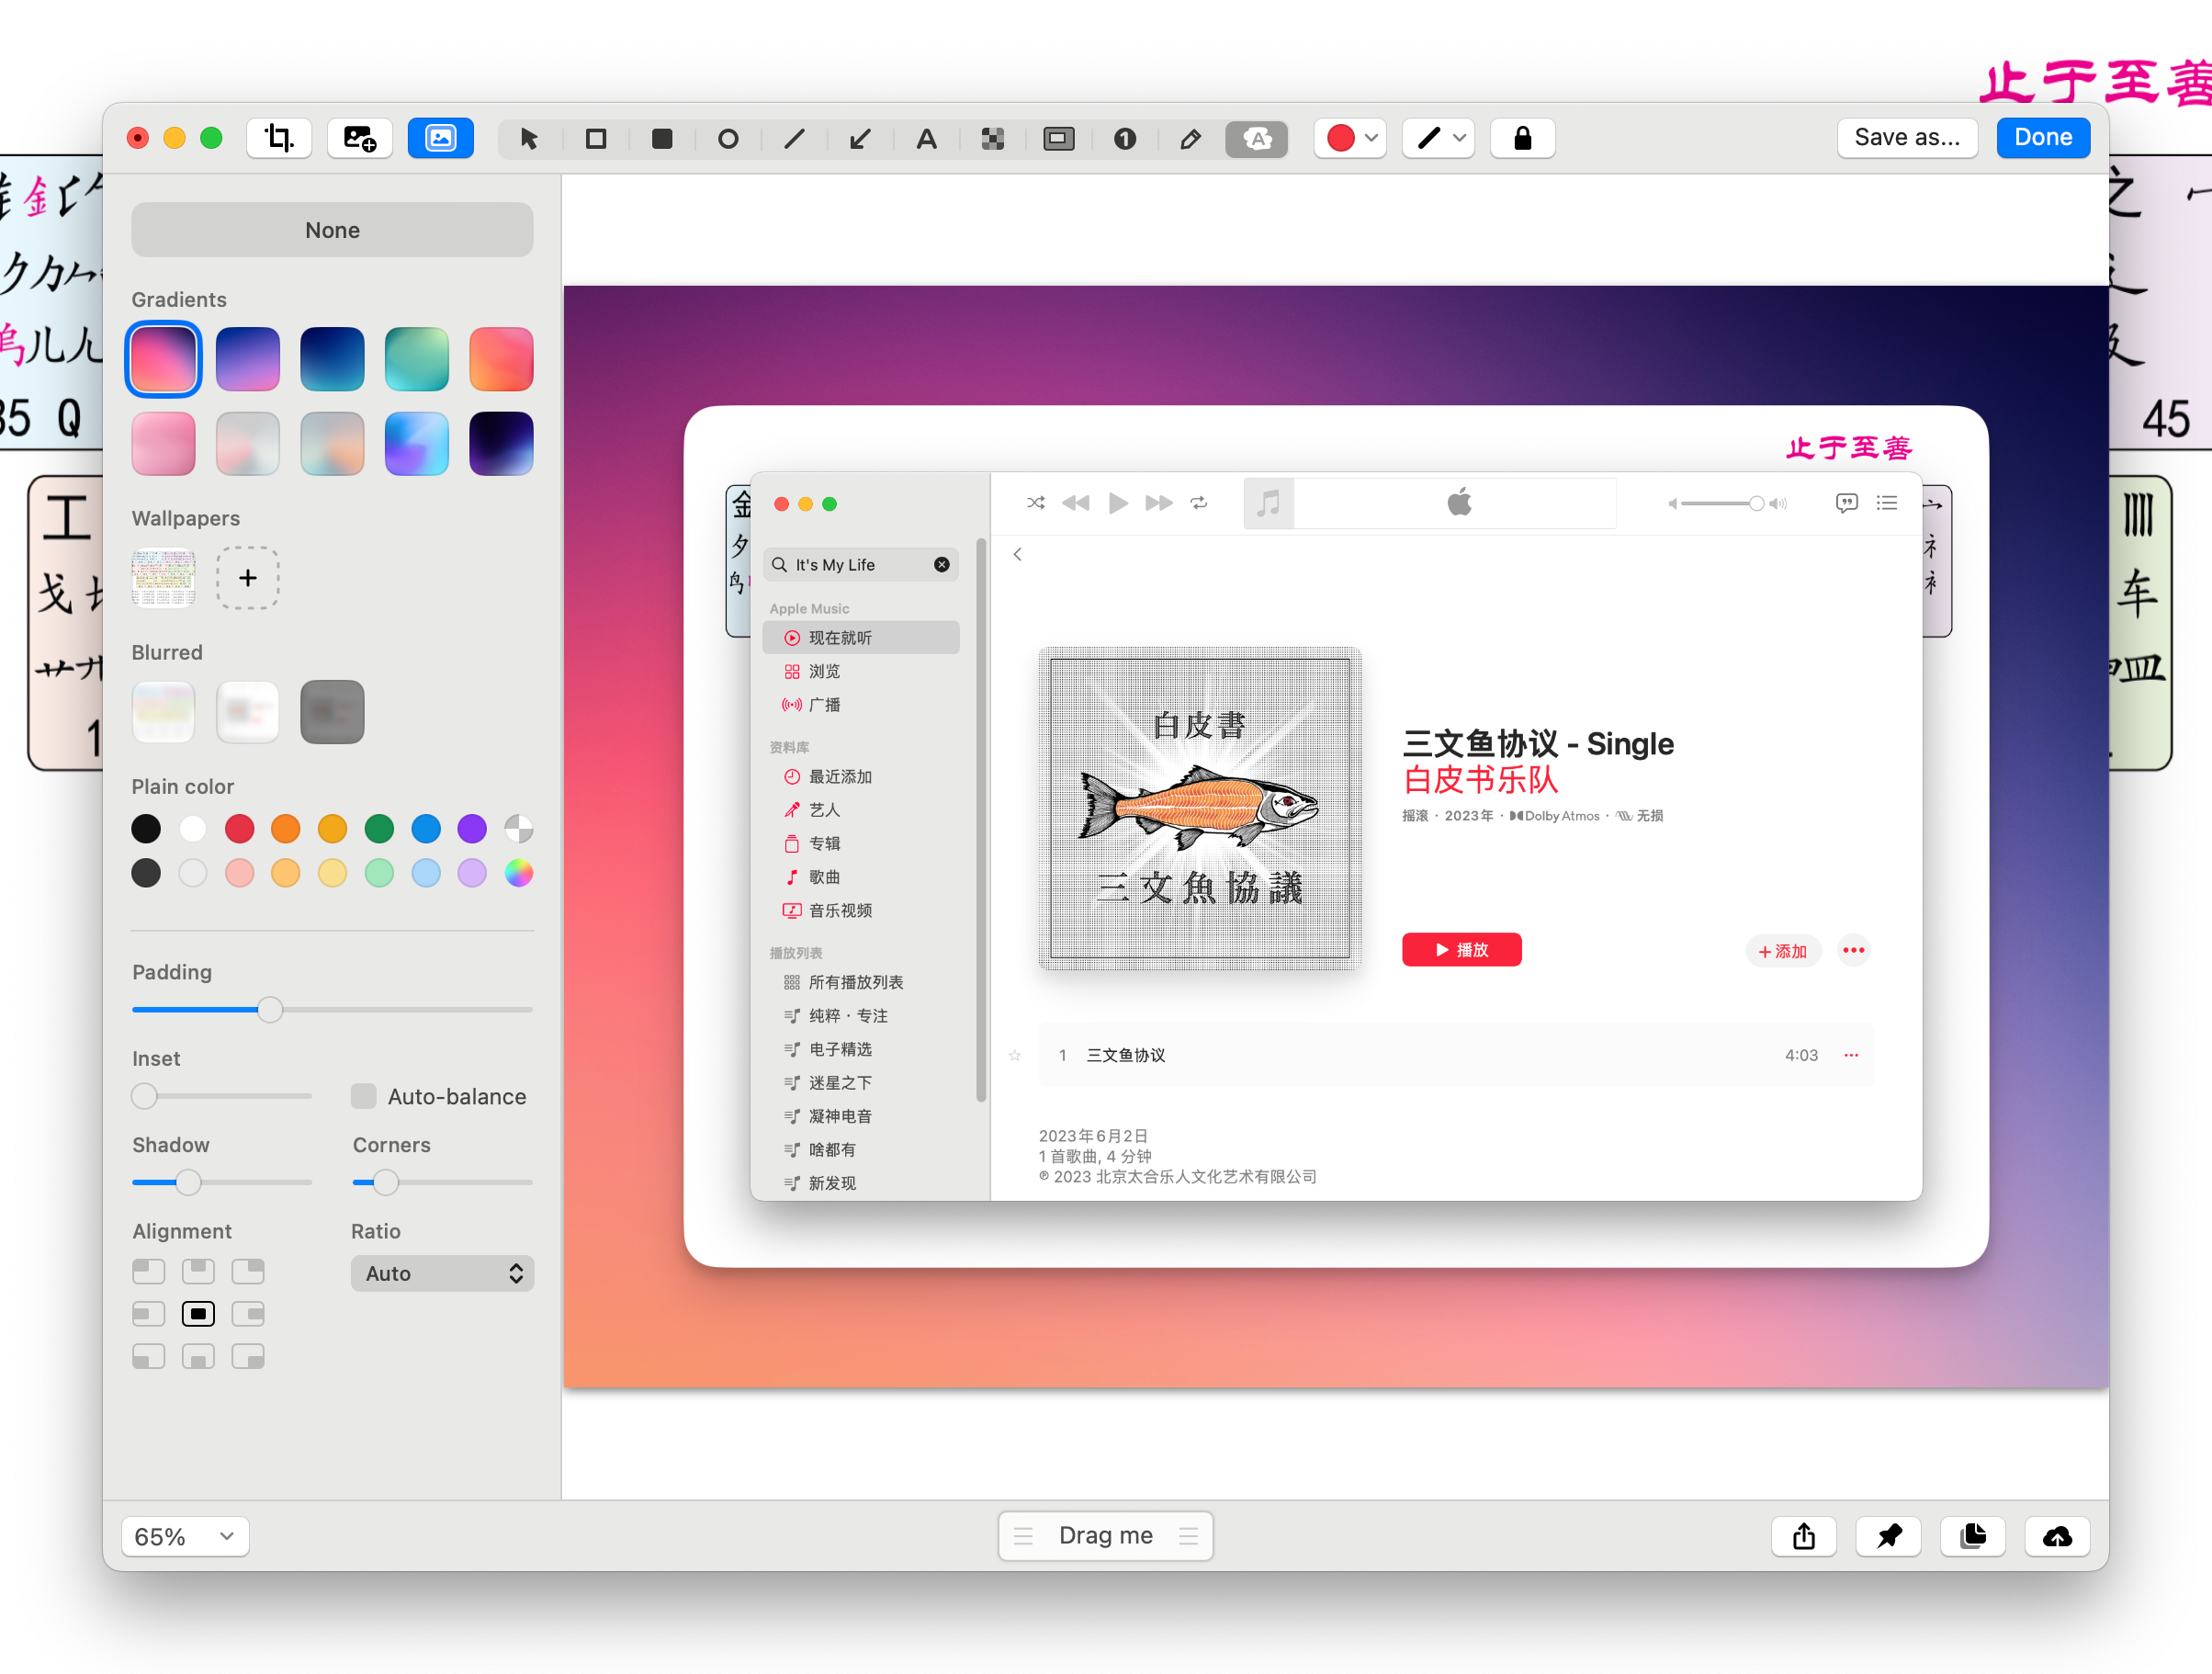 止于至善
Save as...
Done
None
Gradients
Wallpapers
Blurred
Plain color
Padding
Inset
Auto-balance
Shadow
Corners
Alignment
Ratio
Auto
35 Q
工
戈
1
之
45
车
止于至善
It's My Life
Apple Music
现在就听
浏览
广播
资料库
最近添加
艺人
专辑
歌曲
音乐视频
播放列表
所有播放列表
纯粹 · 专注
电子精选
迷星之下
凝神电音
啥都有
新发现
白皮書
三文魚協議
三文鱼协议 – Single
白皮书乐队
摇滚 · 2023年 · Dolby Atmos · 无损
播放
+ 添加
1 三文鱼协议 4:03
2023年6月2日
1 首歌曲, 4 分钟
℗ 2023 北京太合乐人文化艺术有限公司
65%
Drag me